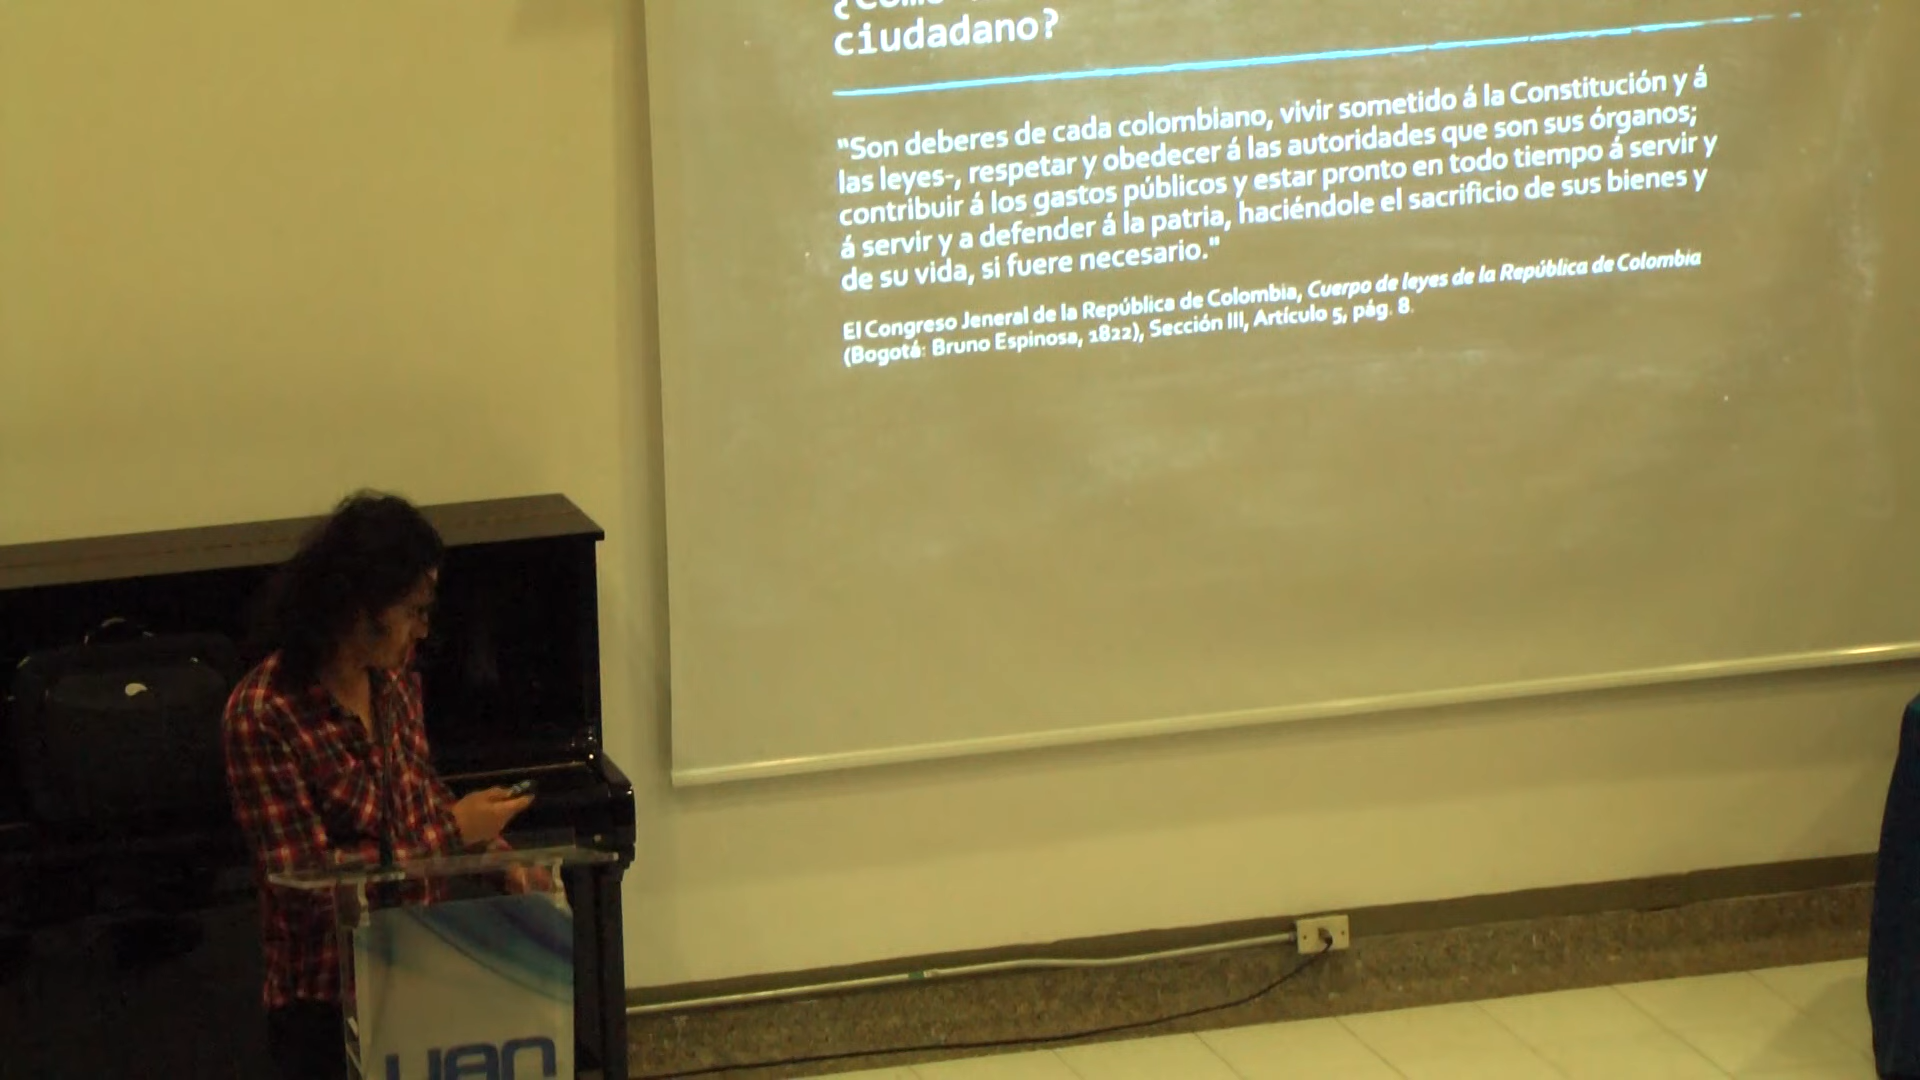 ciudadano?
"Son deberes de cada colombiano, vivir sometido á la Constitución y á
las leyes-, respetar y obedecer á las autoridades que son sus órganos;
contribuir á los gastos públicos y estar pronto en todo tiempo á servir y
á servir y a defender á la patria, haciéndole el sacrificio de sus bienes y
de su vida, si fuere necesario."
El Congreso Jeneral de la República de Colombia, Cuerpo de leyes de la República de Colombia
(Bogotá: Bruno Espinosa, 1822), Sección III, Artículo 5, pág. 8.
UAN